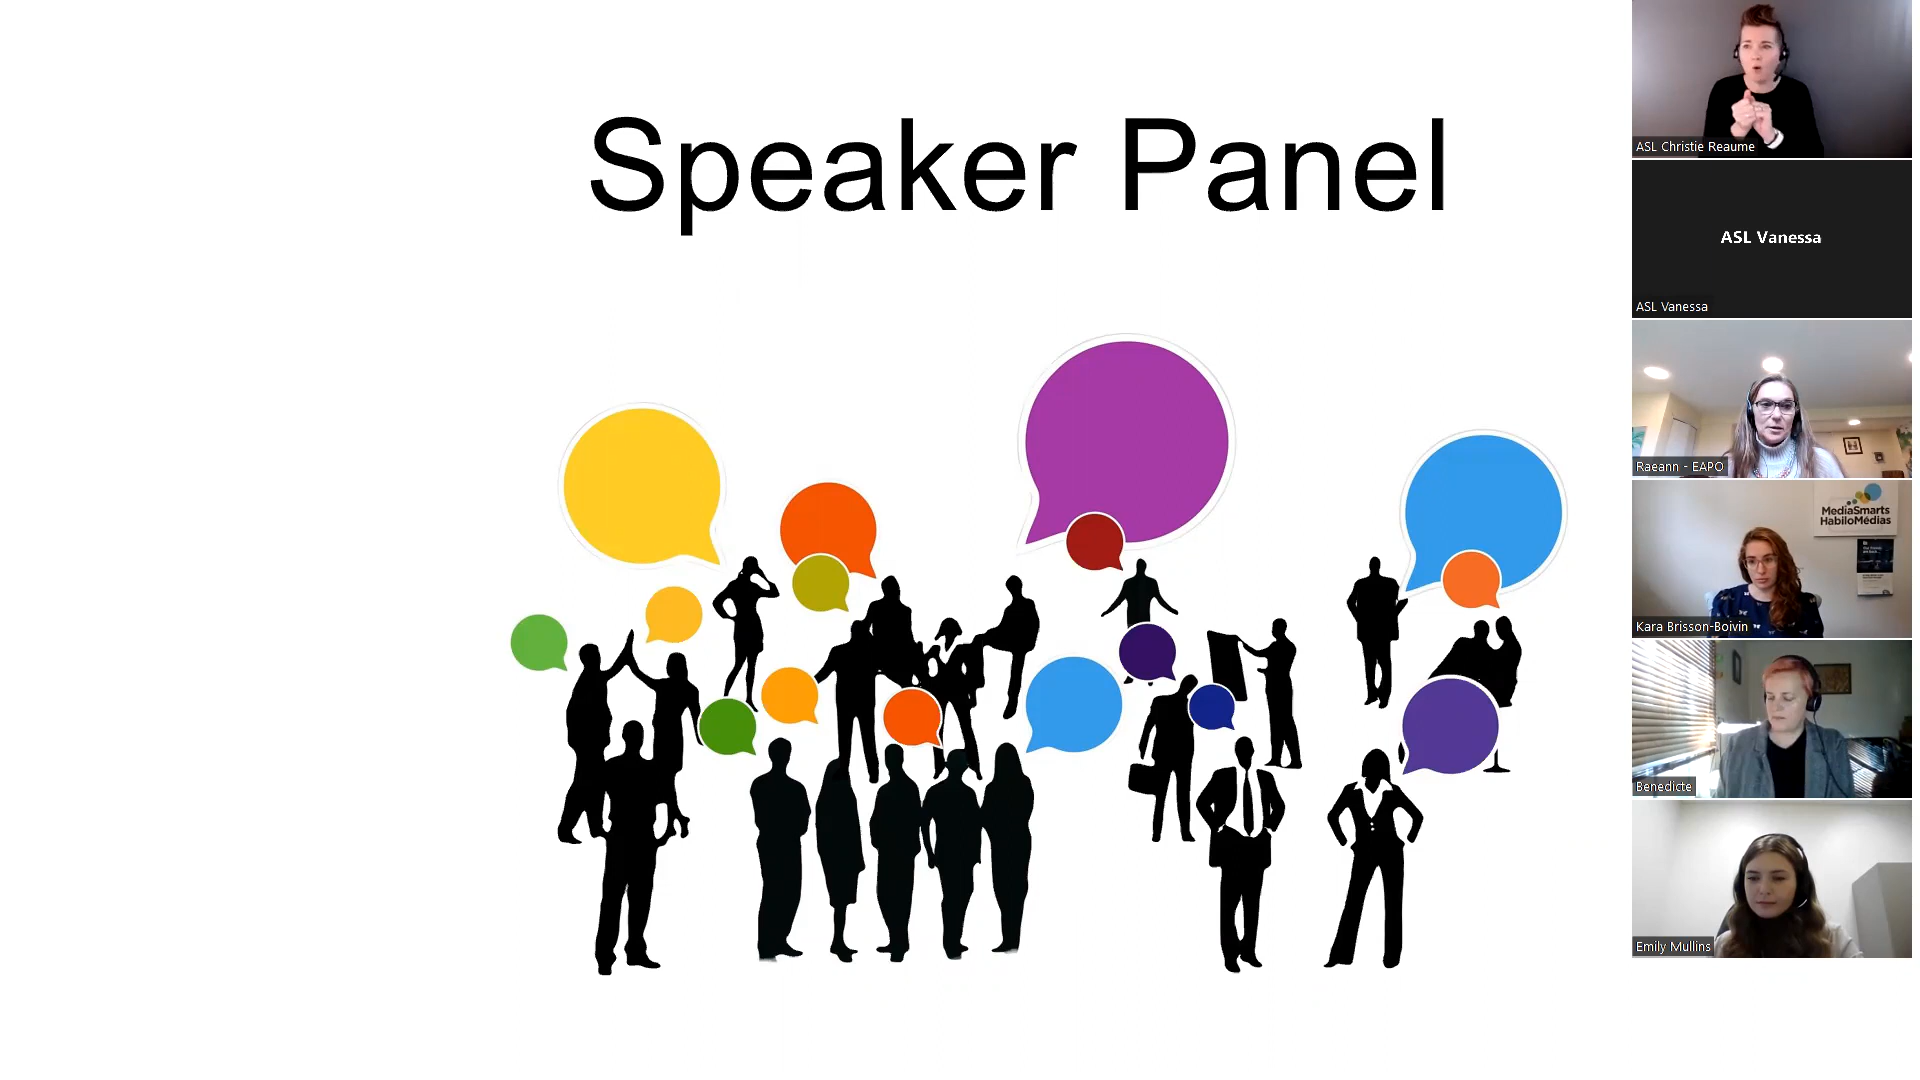 Speaker Panel
ASL Christie Reaume
ASL Vanessa
ASL Vanessa
Raeann - EAPO
MediaSmarts
HabiloMédias
Kara Brisson-Boivin
Benedicte
Emily Mullins